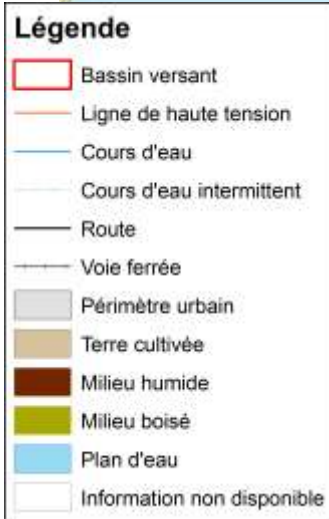 Légende
Bassin versant
Ligne de haute tension
Cours d'eau
Cours d'eau intermittent
Route
Voie ferrée
Périmètre urbain
Terre cultivée
Milieu humide
Milieu boisé
Plan d'eau
Information non disponible